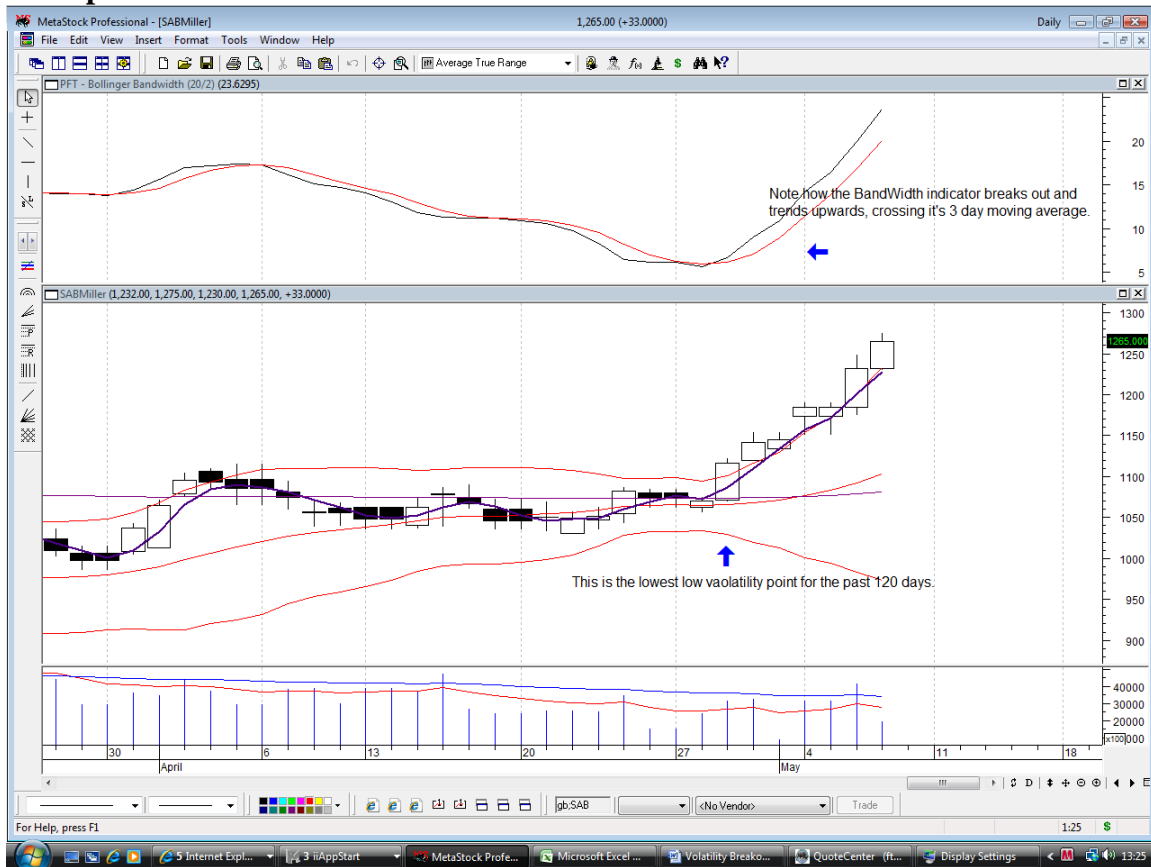 MetaStock Professional - [SABMiller]
1,265.00 (+33.0000)
Daily
File Edit View Insert Format Tools Window Help
Average True Range
PFT - Bollinger Bandwidth (20/2) (23.6295)
20
Note how the BandWidth indicator breaks out and
trends upwards, crossing it's 3 day moving average.
15
10
5
SABMiller (1,232.00, 1,275.00, 1,230.00, 1,265.00, +33.0000)
1300
1265.000
1250
1200
1150
1100
1050
1000
This is the lowest low vaolatility point for the past 120 days.
950
900
40000
30000
20000
x100
30 6 13 20 27 4 11 18
April May
gb;SAB
<No Vendor>
Trade
For Help, press F1
1:25
5 Internet Expl...
3 iiAppStart
MetaStock Profe...
Microsoft Excel ...
Volatility Breako...
QuoteCenter (ft...
Display Settings
13:25